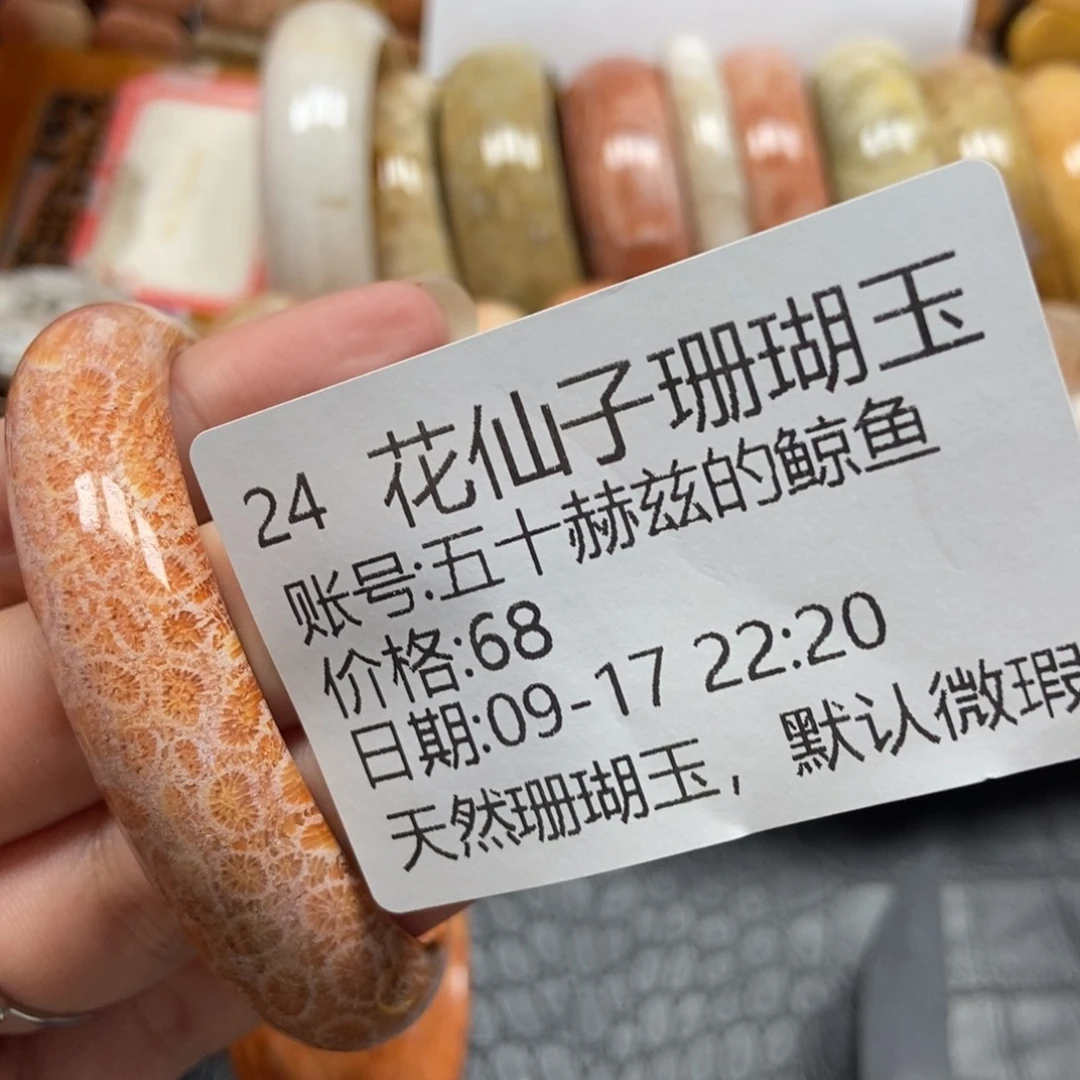 24 花仙子珊瑚玉
账号:五十赫兹的鲸鱼
价格:68
日期:09-17 22:20
天然珊瑚玉，默认微瑕